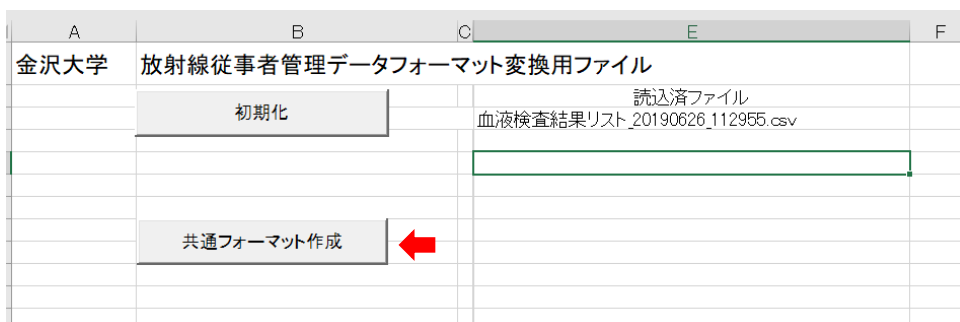 A B C E F
金沢大学 放射線従事者管理データフォーマット変換用ファイル
初期化
読込済ファイル
血液検査結果リスト_20190626_112955.csv
共通フォーマット作成